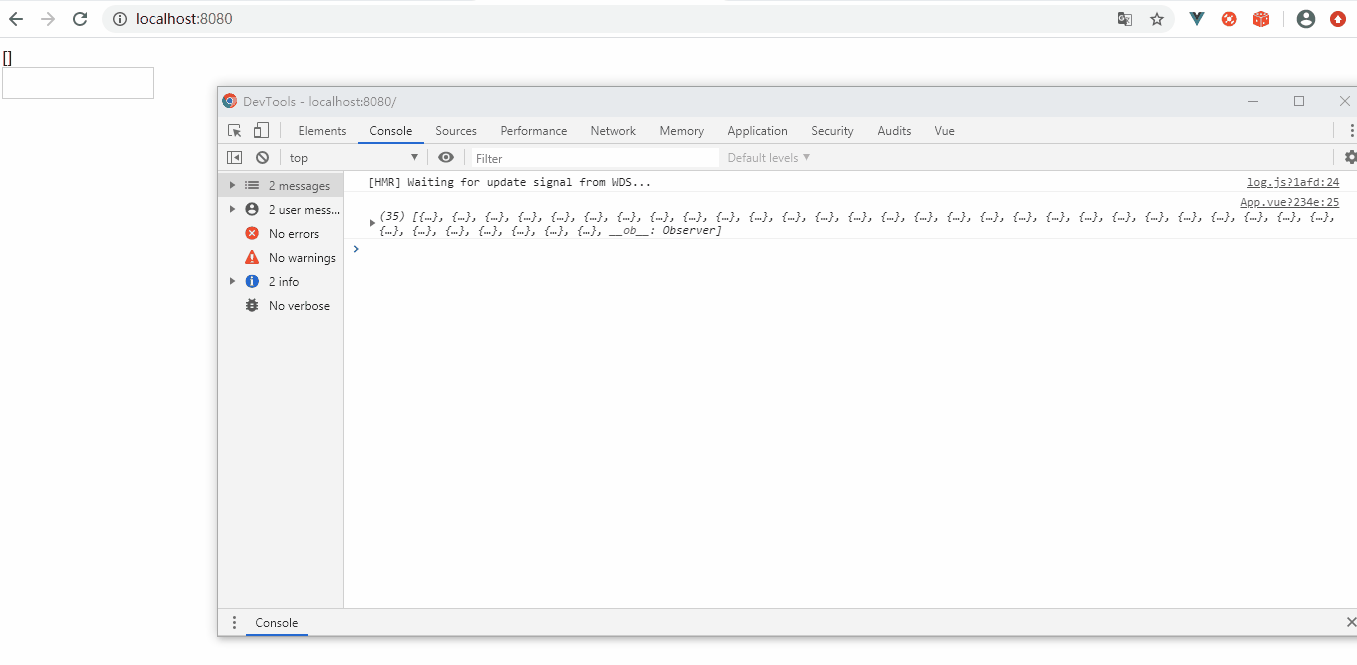 localhost:8080
[]
DevTools - localhost:8080/
Elements Console Sources Performance Network Memory Application Security Audits Vue
top Filter Default levels
2 messages
2 user mess...
No errors
No warnings
2 info
No verbose
[HMR] Waiting for update signal from WDS... log.js?1afd:24
App.vue?234e:25
(35) [{…}, {…}, {…}, {…}, {…}, {…}, {…}, {…}, {…}, {…}, {…}, {…}, {…}, {…}, {…}, {…}, {…}, {…}, {…}, {…}, {…}, {…}, {…}, {…}, {…}, {…}, {…}, {…},
{…}, {…}, {…}, {…}, {…}, {…}, {…}, __ob__: Observer]
Console